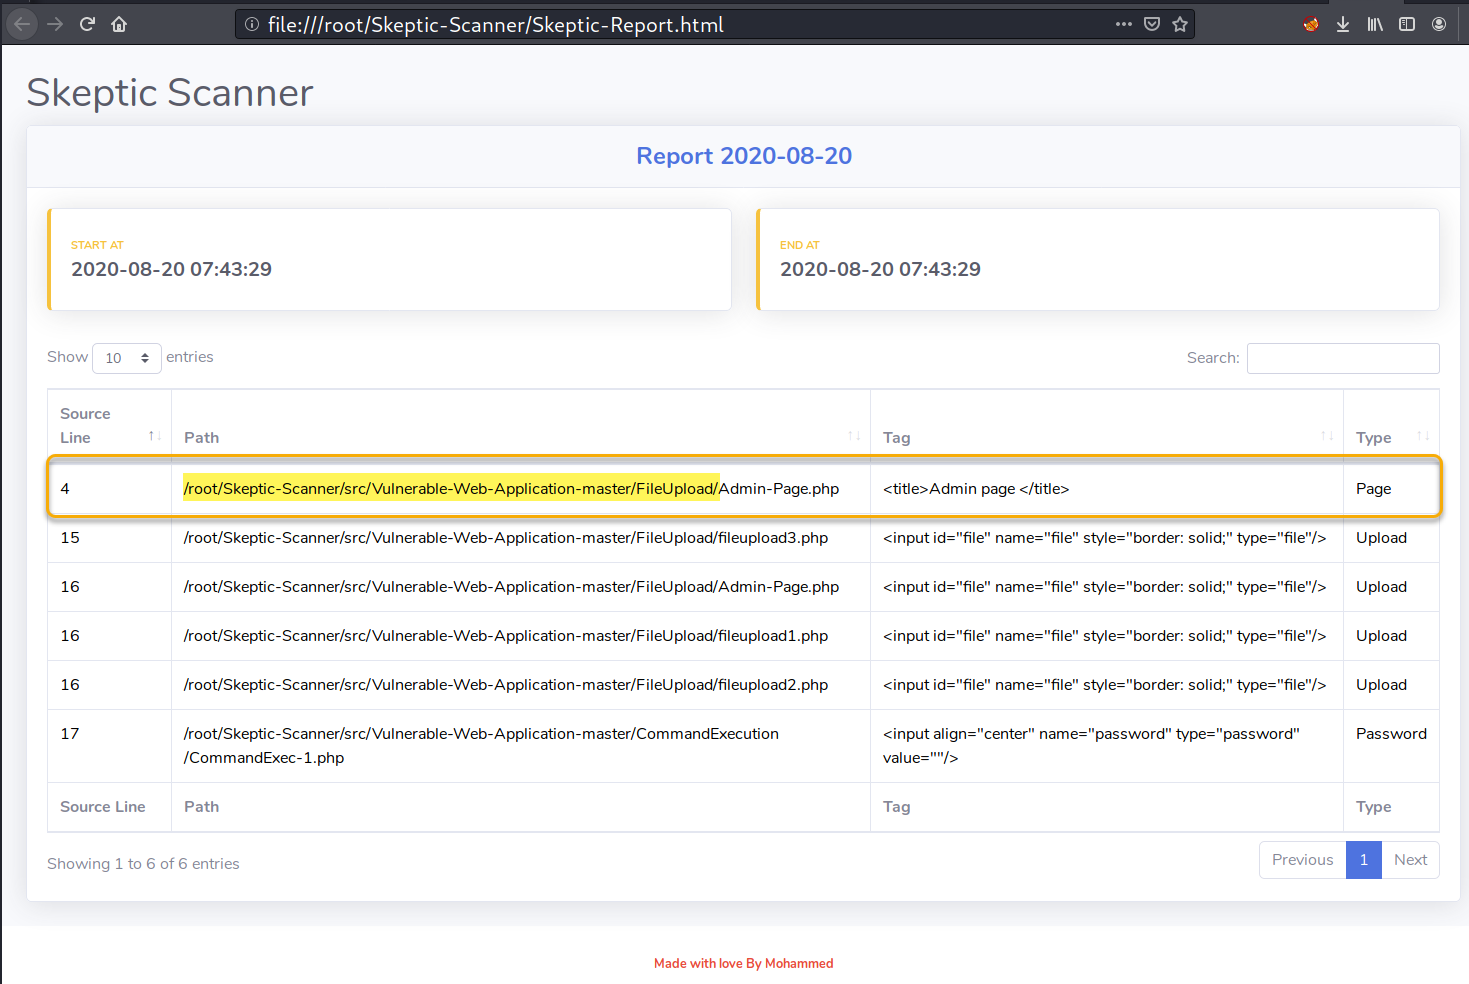 file:///root/Skeptic-Scanner/Skeptic-Report.html
Skeptic Scanner
Report 2020-08-20
START AT
2020-08-20 07:43:29
END AT
2020-08-20 07:43:29
Show 10 entries
Search:
Source Line Path Tag Type
4 /root/Skeptic-Scanner/src/Vulnerable-Web-Application-master/FileUpload/Admin-Page.php <title>Admin page </title> Page
15 /root/Skeptic-Scanner/src/Vulnerable-Web-Application-master/FileUpload/fileupload3.php <input id="file" name="file" style="border: solid;" type="file"/> Upload
16 /root/Skeptic-Scanner/src/Vulnerable-Web-Application-master/FileUpload/Admin-Page.php <input id="file" name="file" style="border: solid;" type="file"/> Upload
16 /root/Skeptic-Scanner/src/Vulnerable-Web-Application-master/FileUpload/fileupload1.php <input id="file" name="file" style="border: solid;" type="file"/> Upload
16 /root/Skeptic-Scanner/src/Vulnerable-Web-Application-master/FileUpload/fileupload2.php <input id="file" name="file" style="border: solid;" type="file"/> Upload
17 /root/Skeptic-Scanner/src/Vulnerable-Web-Application-master/CommandExecution <input align="center" name="password" type="password" Password
/CommandExec-1.php value=""/>
Source Line Path Tag Type
Showing 1 to 6 of 6 entries
Previous 1 Next
Made with love By Mohammed